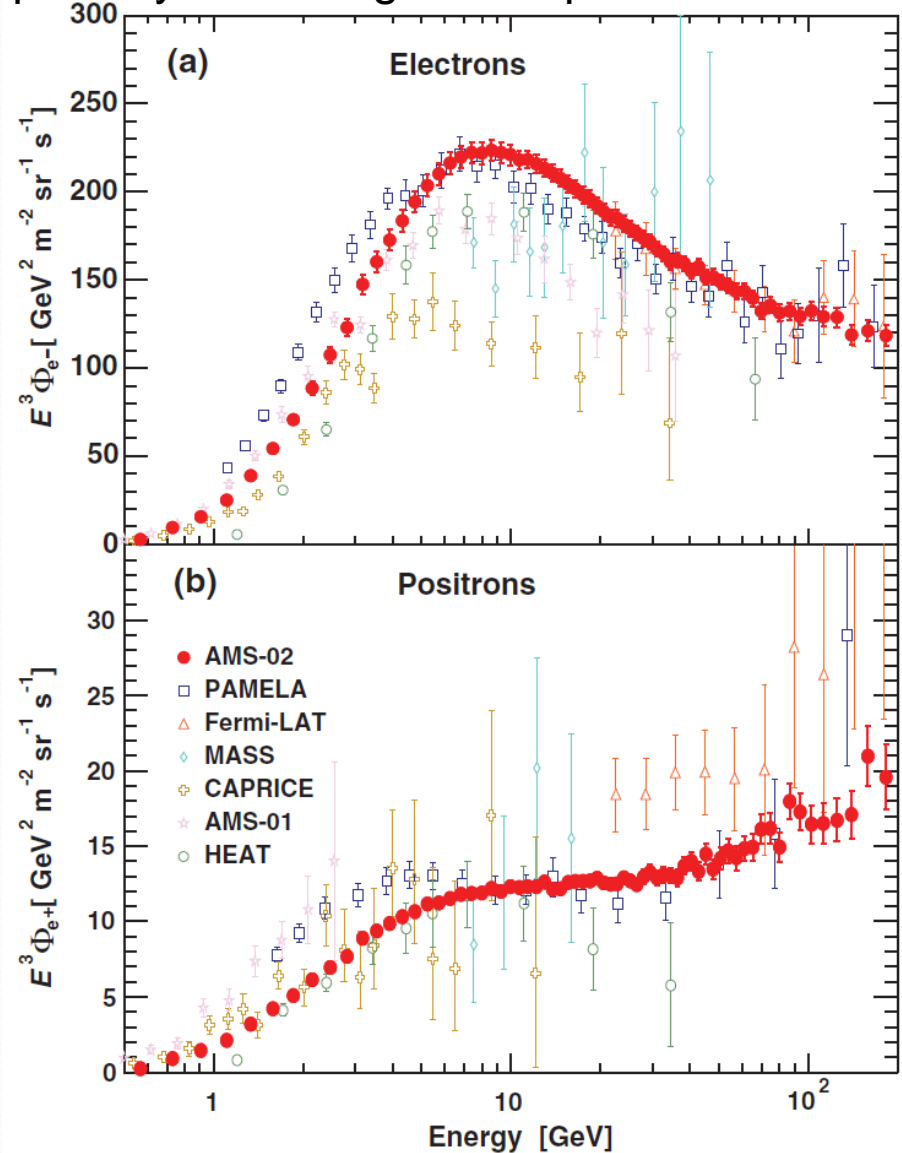 (a)
Electrons
300
250
200
150
100
50
0
E³Φe-[ GeV² m⁻² sr⁻¹ s⁻¹]
(b)
Positrons
AMS-02
PAMELA
Fermi-LAT
MASS
CAPRICE
AMS-01
HEAT
30
25
20
15
10
5
0
E³Φe+[ GeV² m⁻² sr⁻¹ s⁻¹]
1
10
10²
Energy [GeV]